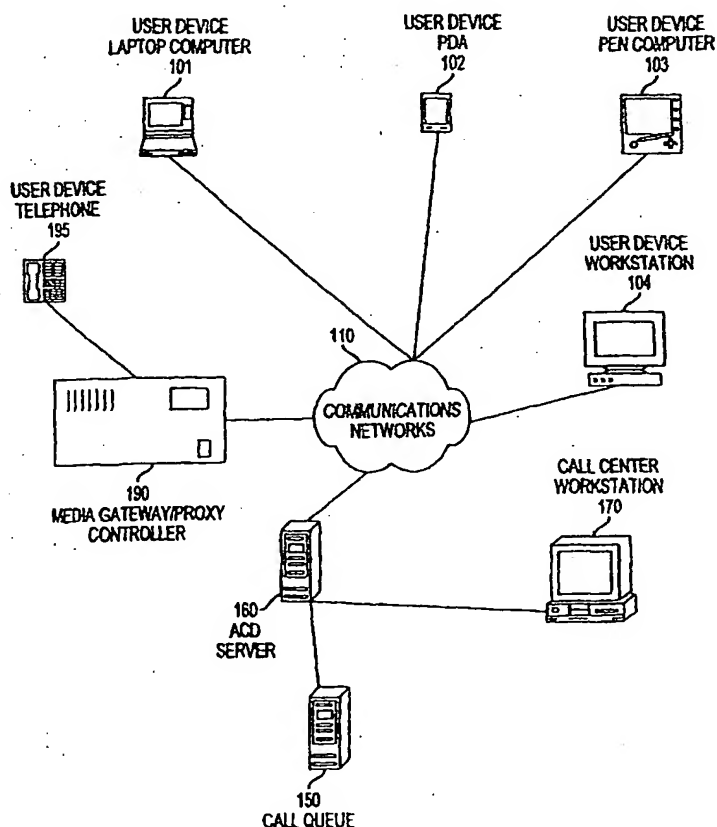 USER DEVICE
LAPTOP COMPUTER
101
USER DEVICE
PDA
102
USER DEVICE
PEN COMPUTER
103
USER DEVICE
TELEPHONE
195
USER DEVICE
WORKSTATION
104
110
COMMUNICATIONS
NETWORKS
190
MEDIA GATEWAY/PROXY
CONTROLLER
CALL CENTER
WORKSTATION
170
160
ACD
SERVER
150
CALL QUEUE